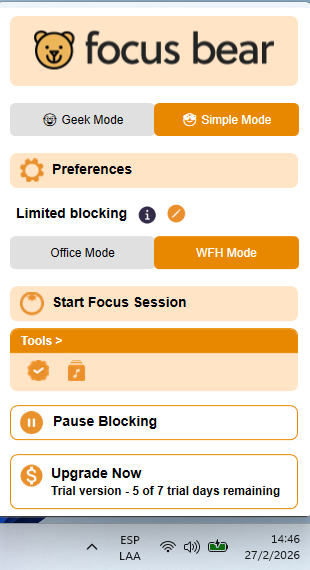 focus bear
Geek Mode
Simple Mode
Preferences
Limited blocking
Office Mode
WFH Mode
Start Focus Session
Tools >
Pause Blocking
Upgrade Now
Trial version - 5 of 7 trial days remaining
ESP
LAA
14:46
27/2/2026